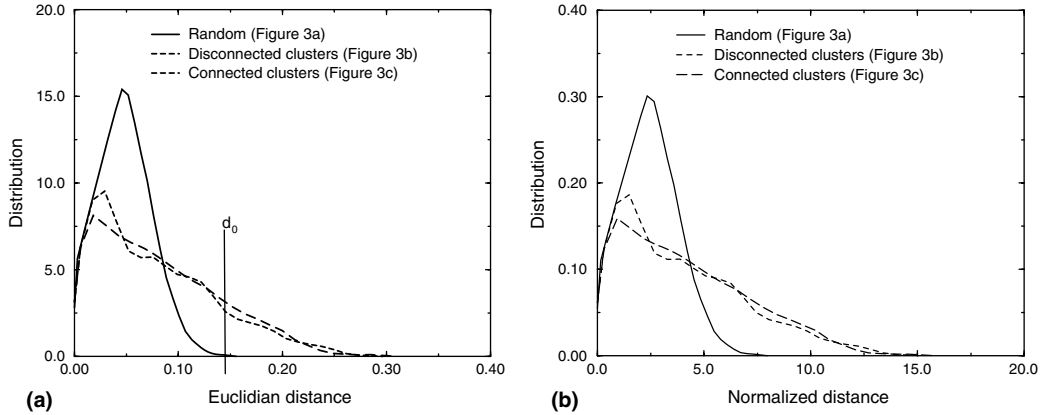 20.0
15.0
10.0
5.0
0.0
Distribution
Random (Figure 3a)
Disconnected clusters (Figure 3b)
Connected clusters (Figure 3c)
d0
0.00
0.10
0.20
0.30
0.40
(a)
Euclidian distance
0.40
0.30
0.20
0.10
0.00
Distribution
Random (Figure 3a)
Disconnected clusters (Figure 3b)
Connected clusters (Figure 3c)
0.0
5.0
10.0
15.0
20.0
(b)
Normalized distance